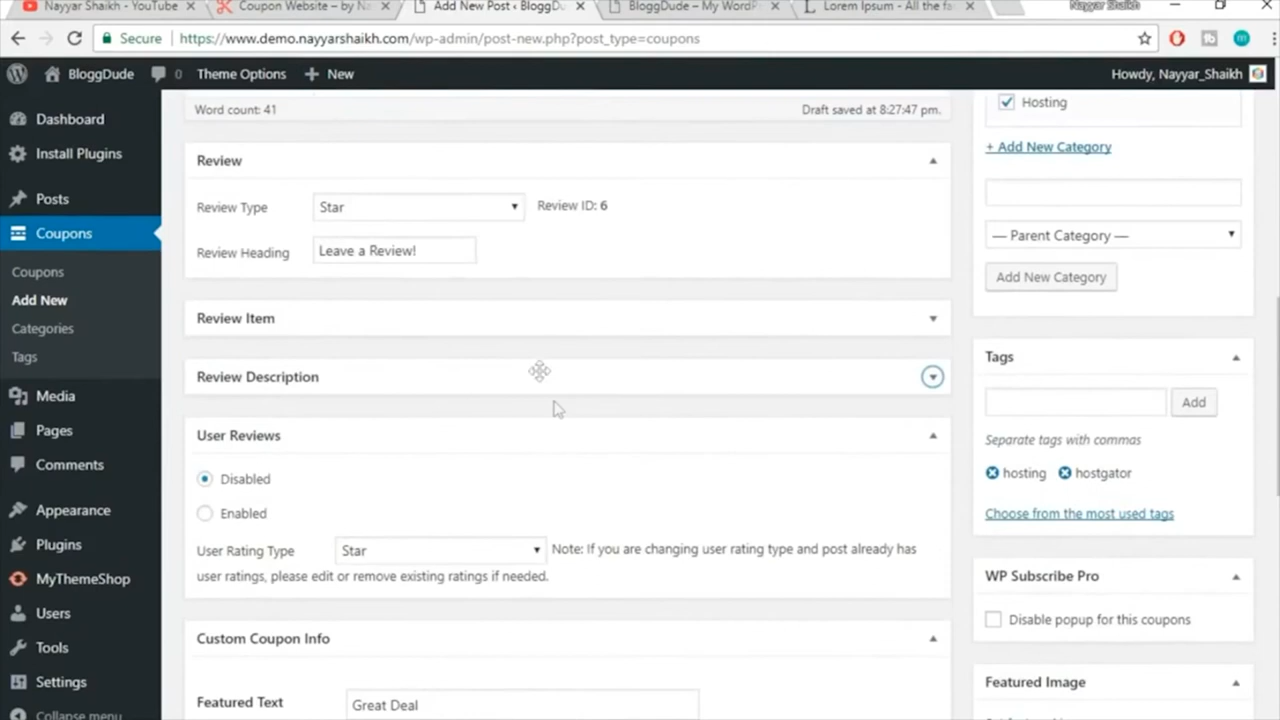 Nayyar Shaikh - YouTube
Coupon Website – by Na
Add New Post ‹ BloggDu
BloggDude – My WordPr
Lorem Ipsum - All the fa
Nayyar Shaikh
Secure
https://www.demo.nayyarshaikh.com/wp-admin/post-new.php?post_type=coupons
BloggDude
0
Theme Options
New
Howdy, Nayyar_Shaikh
Dashboard
Install Plugins
Posts
Coupons
Coupons
Add New
Categories
Tags
Media
Pages
Comments
Appearance
Plugins
MyThemeShop
Users
Tools
Settings
Collapse menu
Word count: 41
Draft saved at 8:27:47 pm.
Review
Review Type
Star
Review ID: 6
Review Heading
Leave a Review!
Review Item
Review Description
User Reviews
Disabled
Enabled
User Rating Type
Star
Note: If you are changing user rating type and post already has
user ratings, please edit or remove existing ratings if needed.
Custom Coupon Info
Featured Text
Great Deal
Hosting
+ Add New Category
— Parent Category —
Add New Category
Tags
Add
Separate tags with commas
hosting
hostgator
Choose from the most used tags
WP Subscribe Pro
Disable popup for this coupons
Featured Image